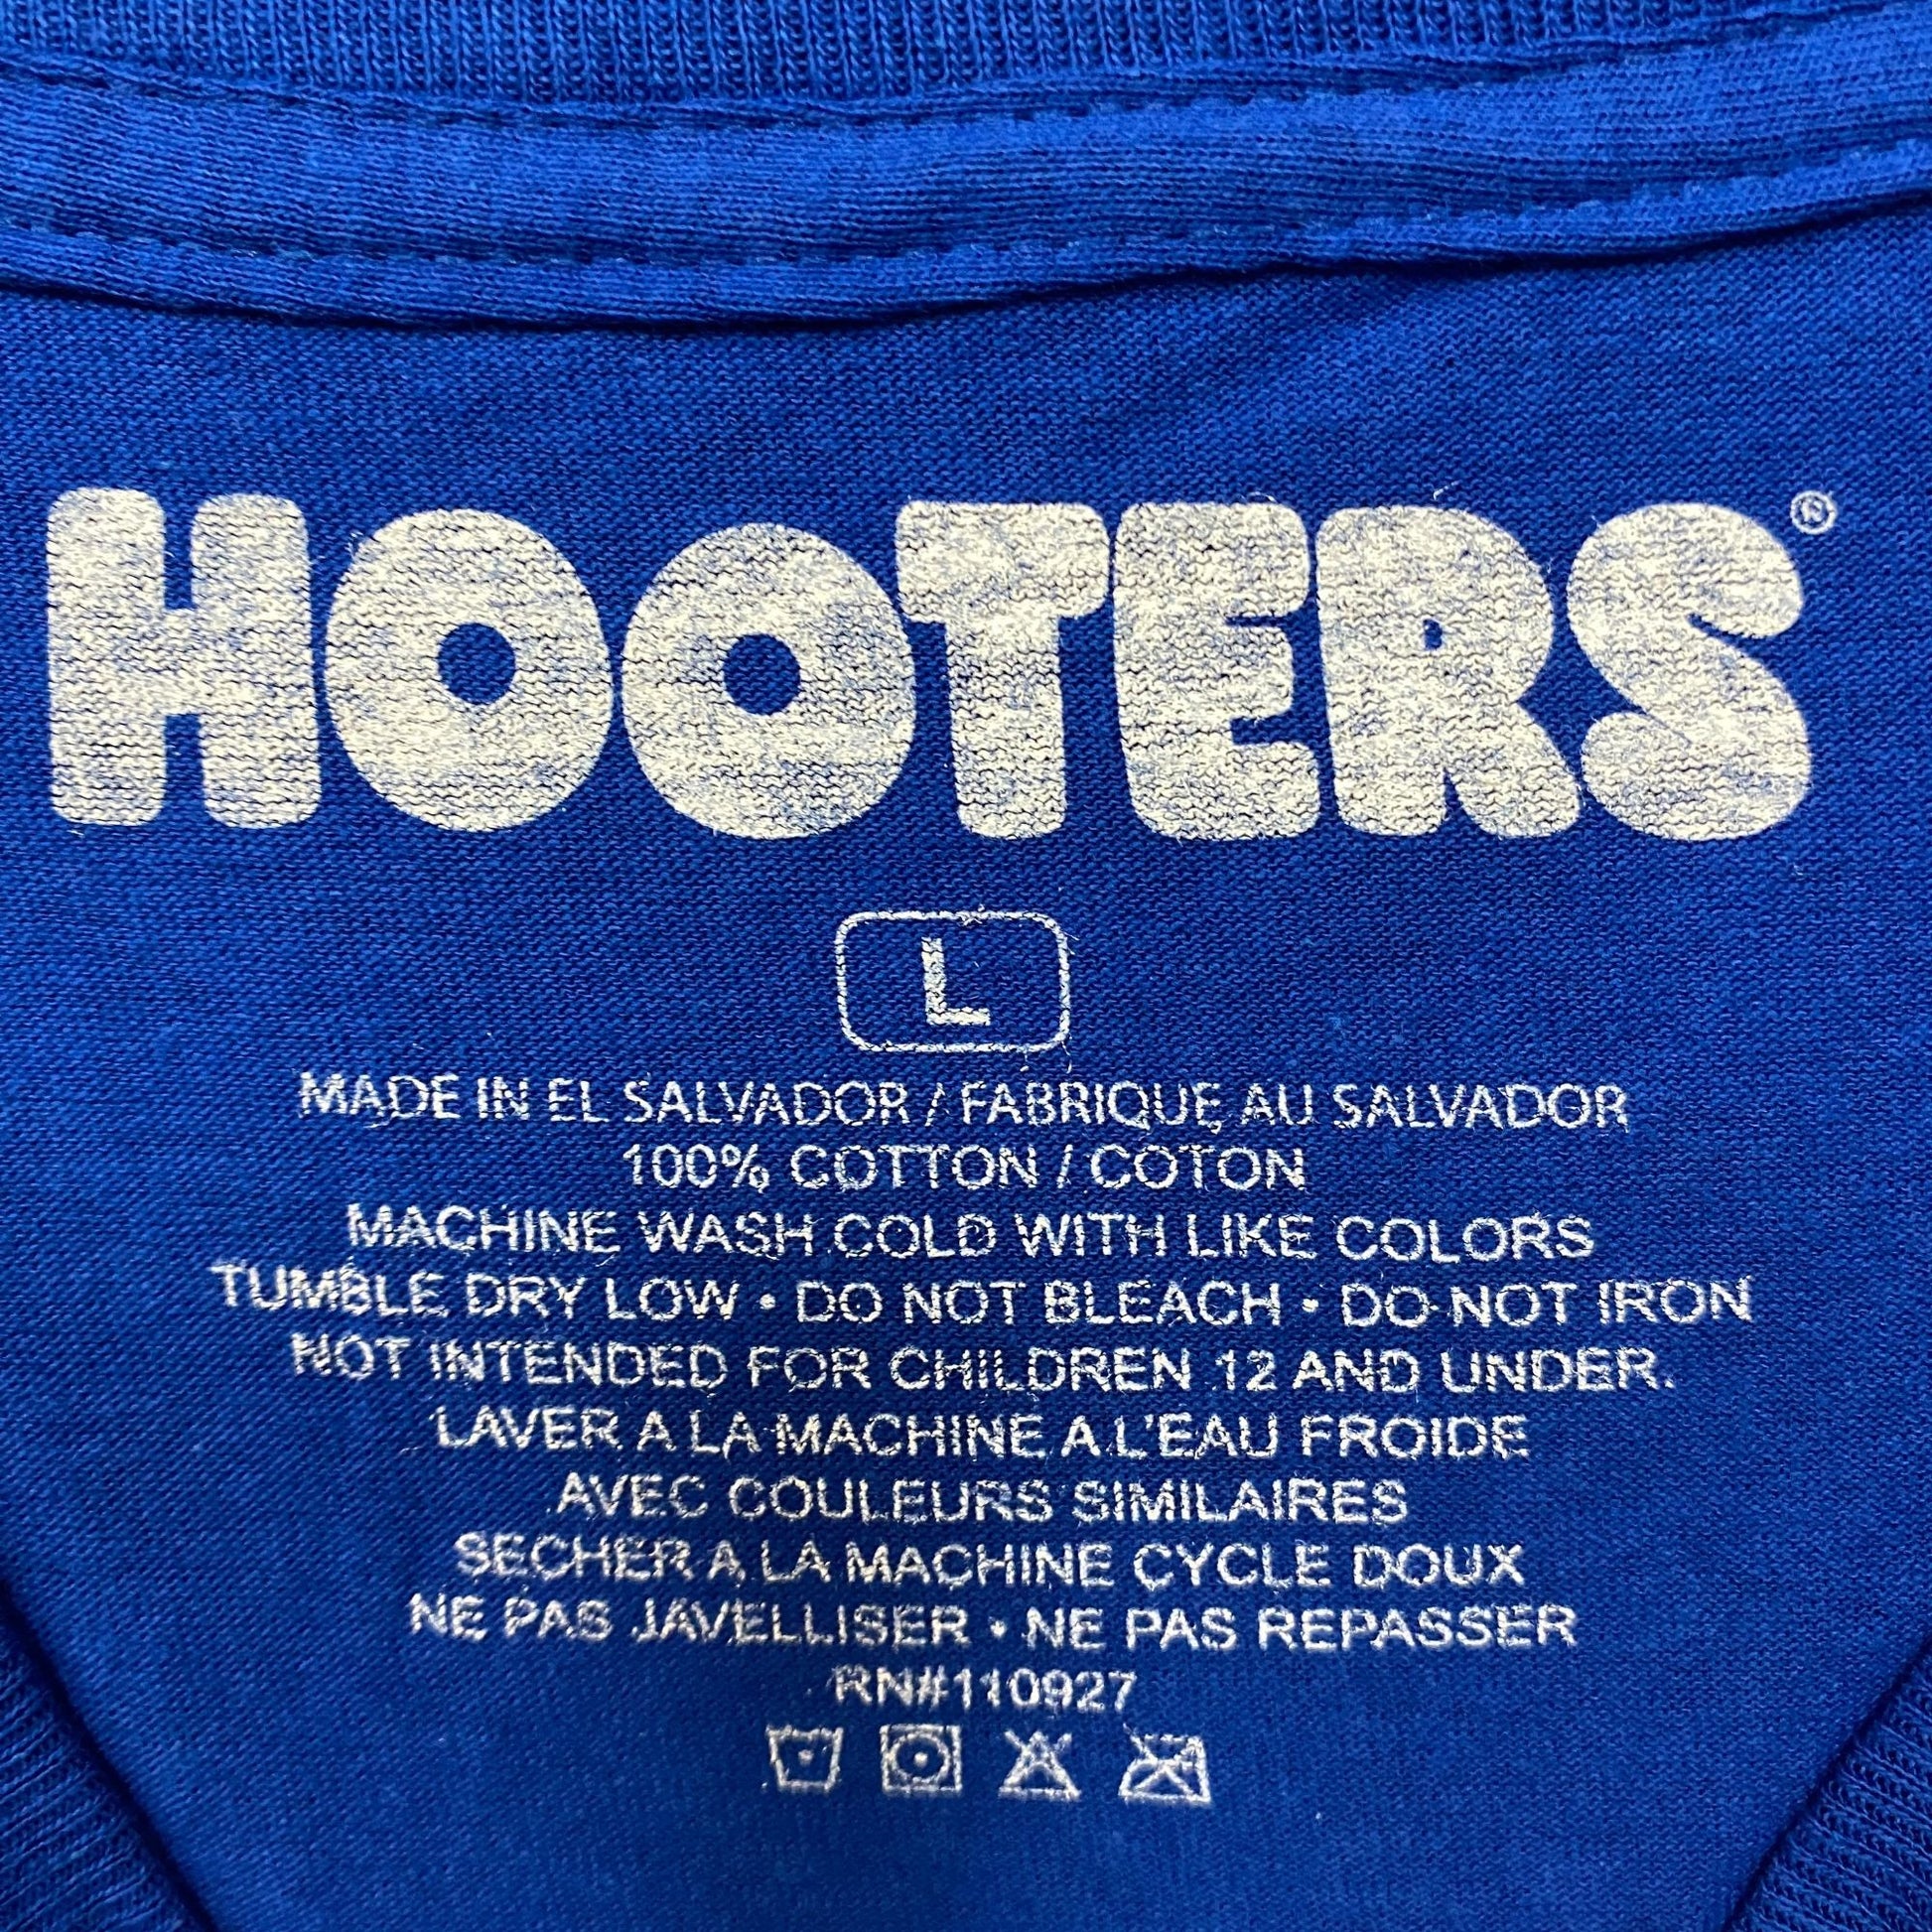 HOOTERS®
L
MADE IN EL SALVADOR / FABRIQUE AU SALVADOR
100% COTTON / COTON
MACHINE WASH COLD WITH LIKE COLORS
TUMBLE DRY LOW • DO NOT BLEACH • DO NOT IRON
NOT INTENDED FOR CHILDREN 12 AND UNDER.
LAVER A LA MACHINE A L'EAU FROIDE
AVEC COULEURS SIMILAIRES
SECHER A LA MACHINE CYCLE DOUX
NE PAS JAVELLISER • NE PAS REPASSER
RN#110927